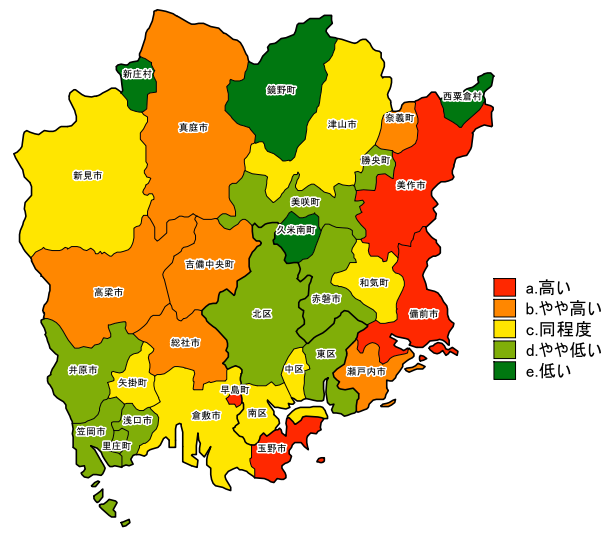 新庄村
鏡野町
西粟倉村
真庭市
津山市
奈義町
勝央町
新見市
美作市
美咲町
久米南町
吉備中央町
和気町
高梁市
赤磐市
北区
備前市
総社市
東区
井原市
中区
瀬戸内市
矢掛町
早島町
倉敷市
南区
浅口市
笠岡市
里庄町
玉野市
a.高い
b.やや高い
c.同程度
d.やや低い
e.低い